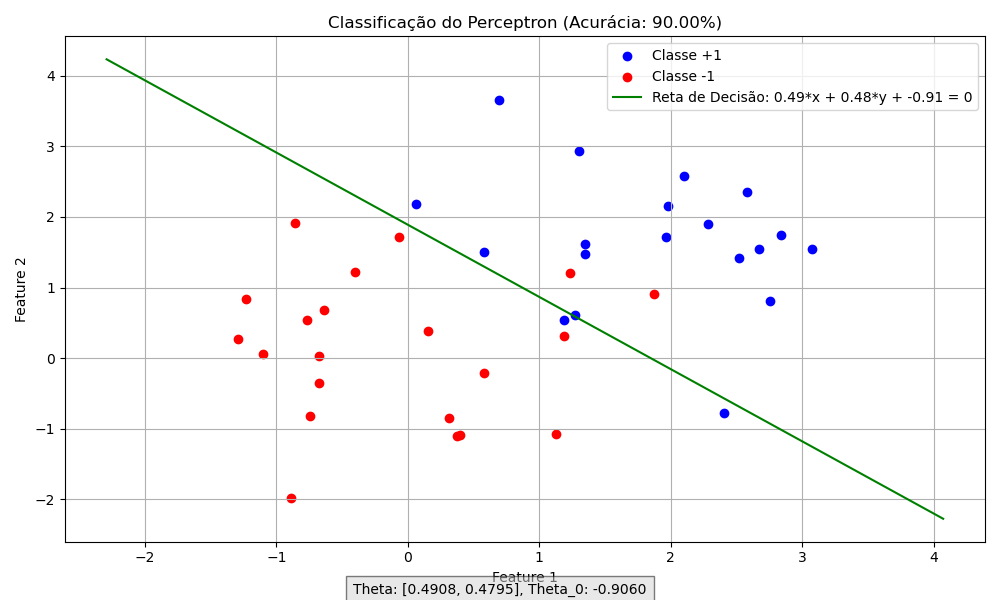 Classificação do Perceptron (Acurácia: 90.00%)
Classe +1
Classe -1
Reta de Decisão: 0.49*x + 0.48*y + -0.91 = 0
Feature 2
4
3
2
1
0
−1
−2
−2
−1
0
1
2
3
4
Feature 1
Theta: [0.4908, 0.4795], Theta_0: -0.9060